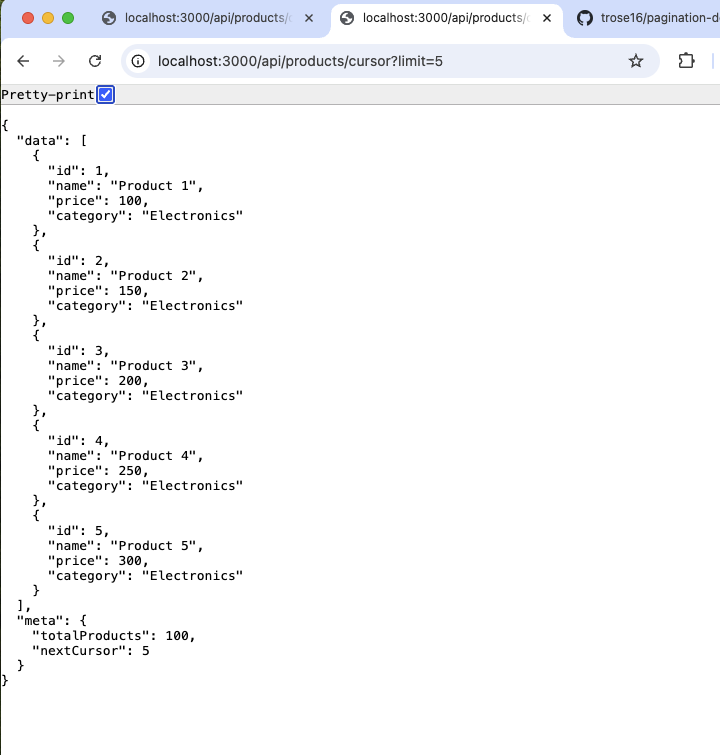 localhost:3000/api/products/
localhost:3000/api/products/
trose16/pagination-d
localhost:3000/api/products/cursor?limit=5
Pretty-print
{
  "data": [
    {
      "id": 1,
      "name": "Product 1",
      "price": 100,
      "category": "Electronics"
    },
    {
      "id": 2,
      "name": "Product 2",
      "price": 150,
      "category": "Electronics"
    },
    {
      "id": 3,
      "name": "Product 3",
      "price": 200,
      "category": "Electronics"
    },
    {
      "id": 4,
      "name": "Product 4",
      "price": 250,
      "category": "Electronics"
    },
    {
      "id": 5,
      "name": "Product 5",
      "price": 300,
      "category": "Electronics"
    }
  ],
  "meta": {
    "totalProducts": 100,
    "nextCursor": 5
  }
}